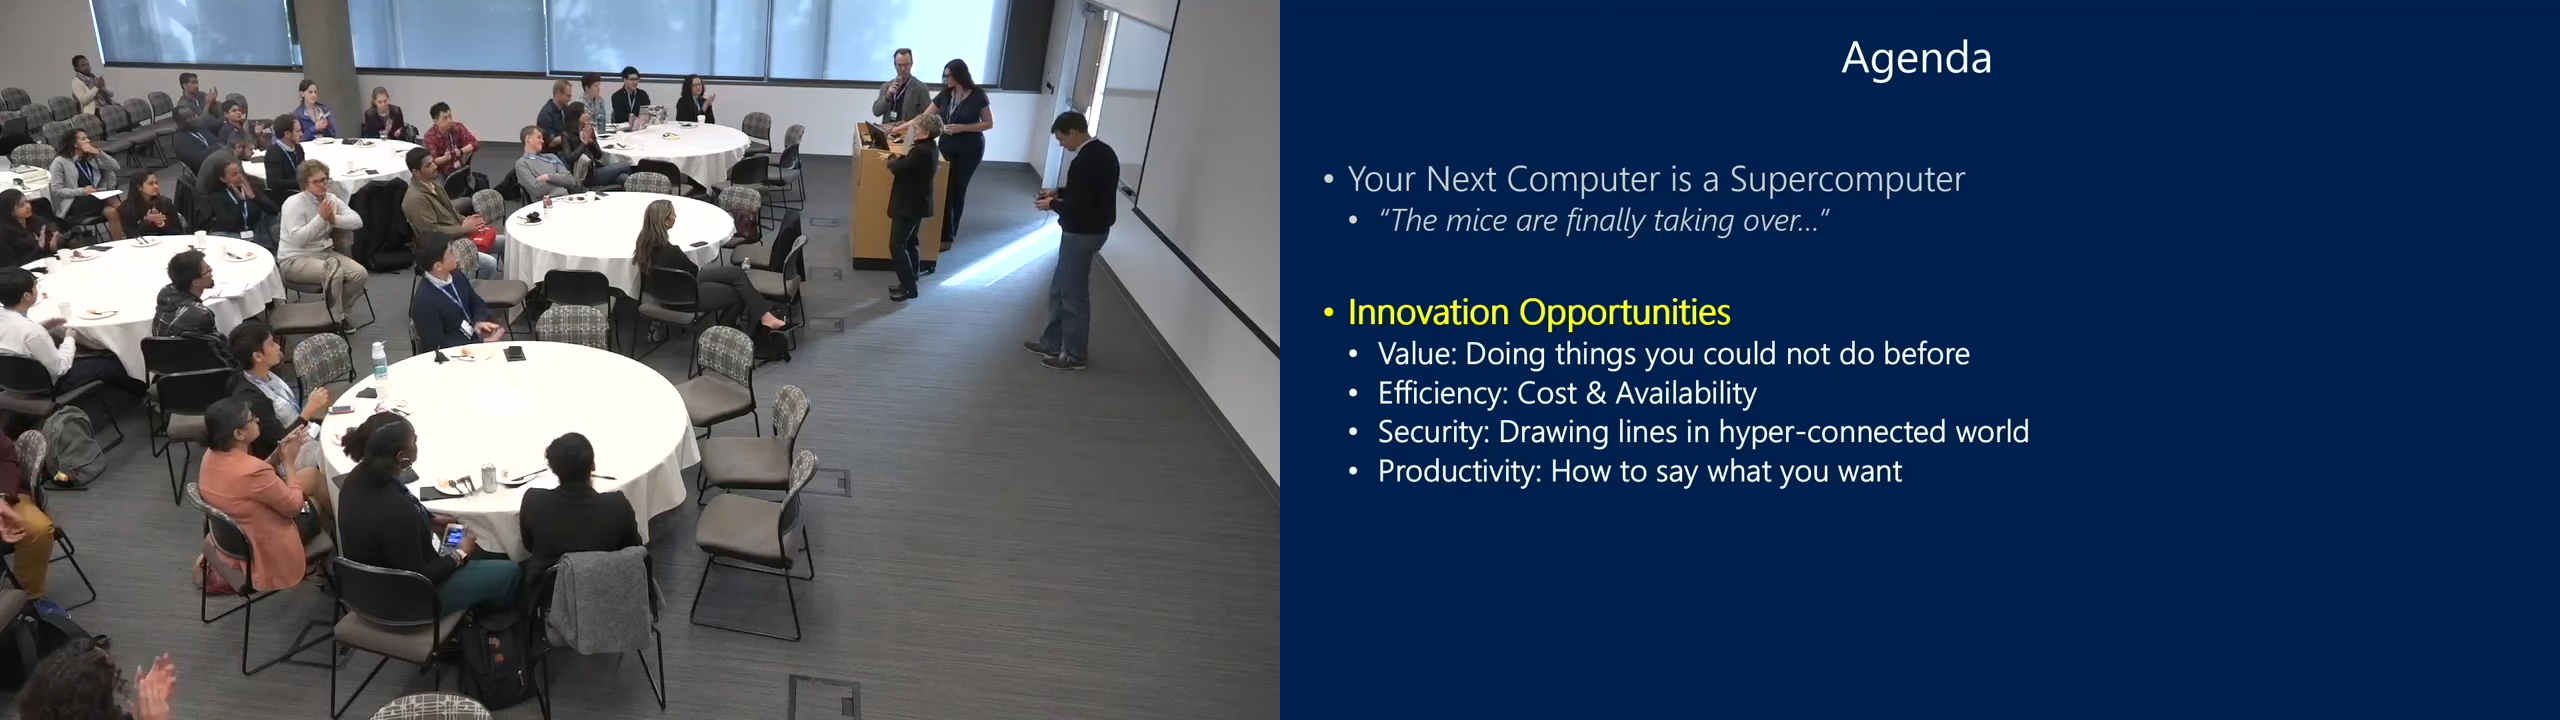 Agenda
• Your Next Computer is a Supercomputer
• “The mice are finally taking over…”
• Innovation Opportunities
• Value: Doing things you could not do before
• Efficiency: Cost & Availability
• Security: Drawing lines in hyper-connected world
• Productivity: How to say what you want